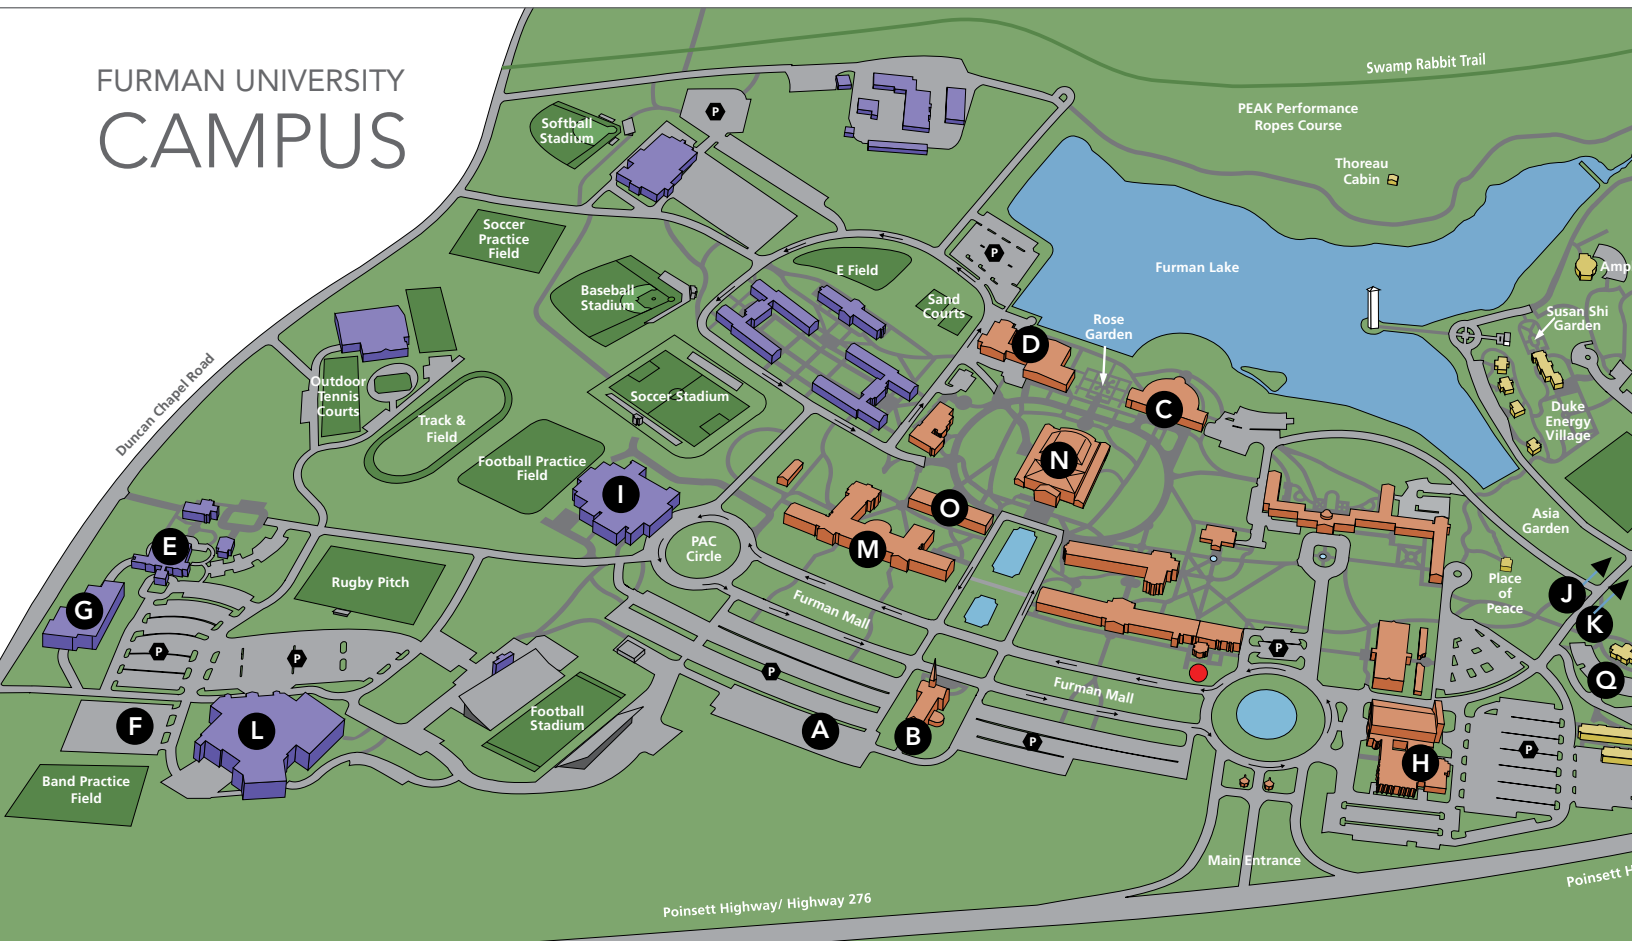 FURMAN UNIVERSITY
CAMPUS
Swamp Rabbit Trail
PEAK Performance
Ropes Course
Thoreau
Cabin
P
Softball
Stadium
Soccer
Practice
Field
E Field
P
Furman Lake
Amp
Baseball
Stadium
Sand
Courts
Rose
Garden
Susan Shi
Garden
D
Duncan Chapel Road
Outdoor
Tennis
Courts
Soccer Stadium
C
Duke
Energy
Village
Track &
Field
Football Practice
Field
N
I
O
Asia
Garden
E
PAC
Circle
M
Rugby Pitch
Place
of
Peace
J
G
Furman Mall
K
P
P
P
P
Q
Furman Mall
F
L
Football
Stadium
A
B
P
P
H
Band Practice
Field
Main Entrance
Poinsett Highway/ Highway 276
Poinsett H